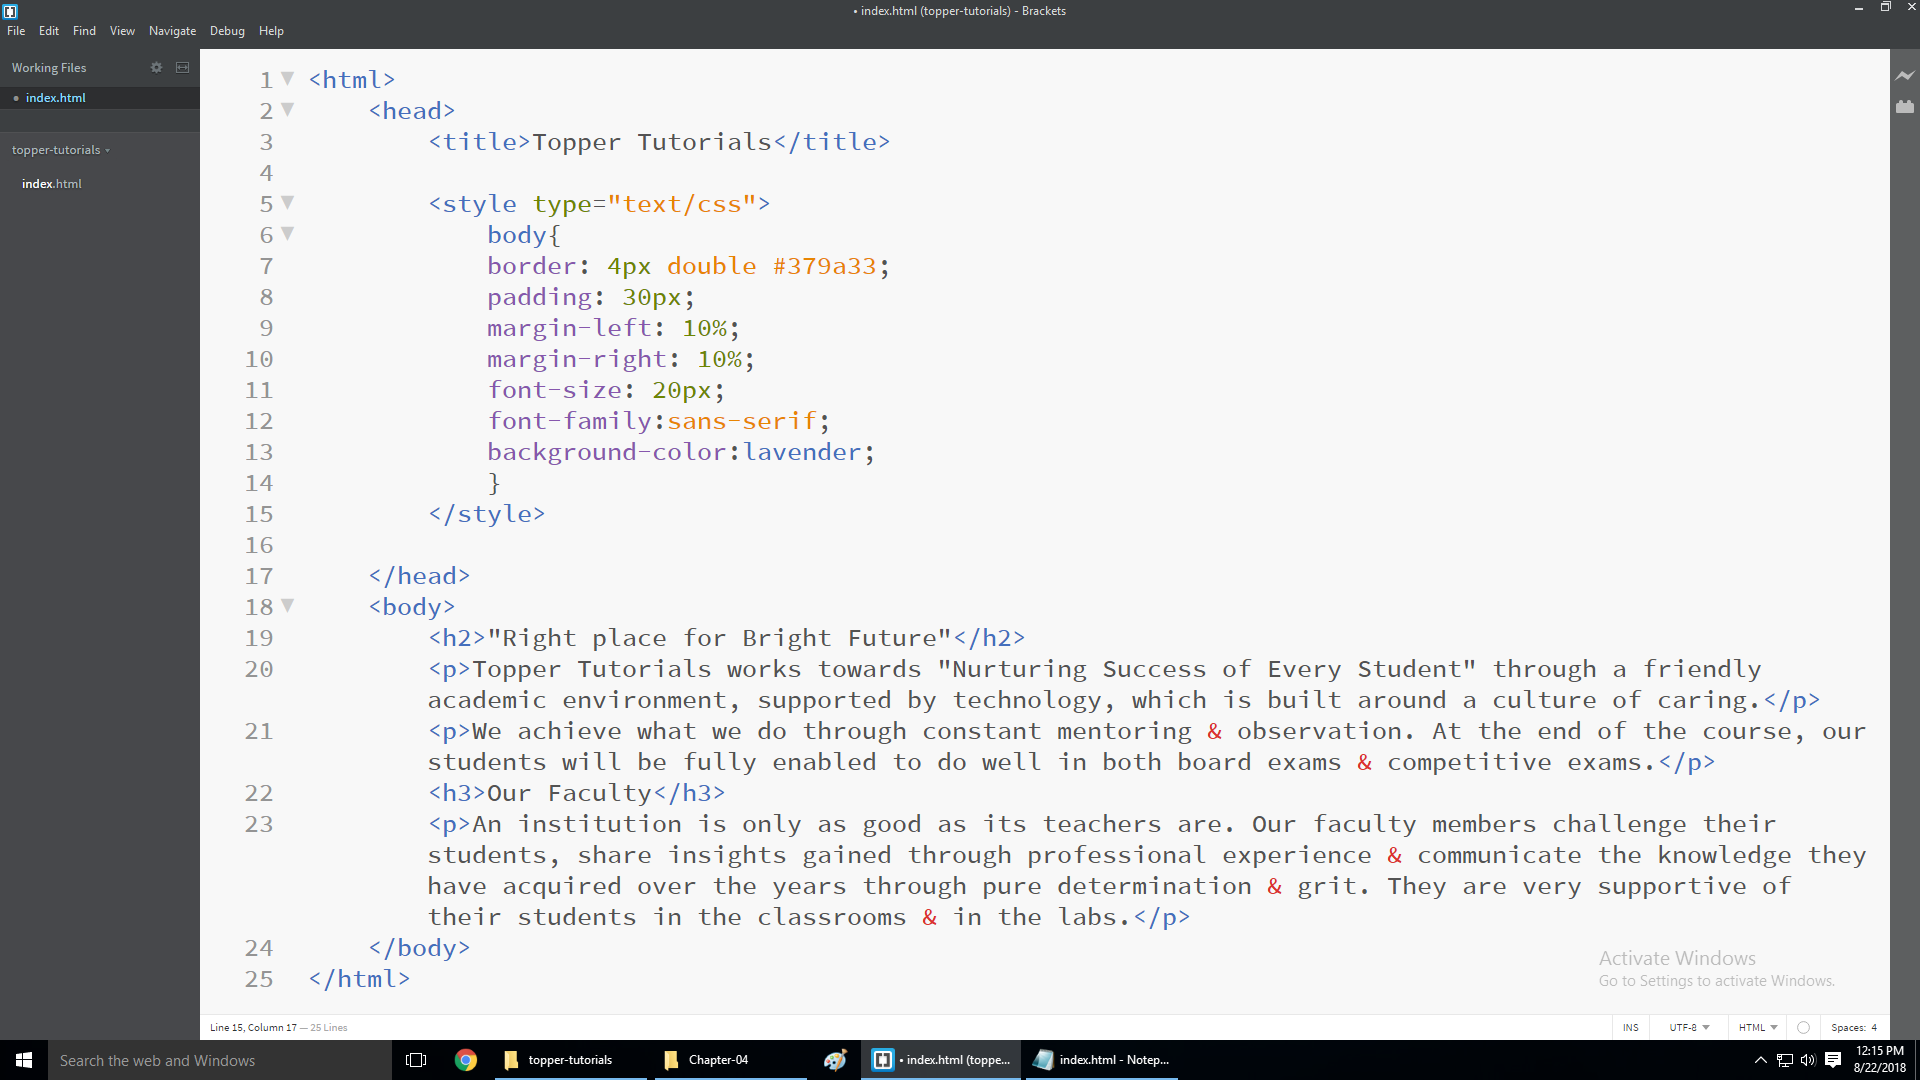 • index.html (topper-tutorials) - Brackets
File Edit Find View Navigate Debug Help
Working Files
• index.html
topper-tutorials
index.html
1 <html>
2 <head>
3 <title>Topper Tutorials</title>
4
5 <style type="text/css">
6 body{
7 border: 4px double #379a33;
8 padding: 30px;
9 margin-left: 10%;
10 margin-right: 10%;
11 font-size: 20px;
12 font-family:sans-serif;
13 background-color:lavender;
14 }
15 </style>
16
17 </head>
18 <body>
19 <h2>"Right place for Bright Future"</h2>
20 <p>Topper Tutorials works towards "Nurturing Success of Every Student" through a friendly
academic environment, supported by technology, which is built around a culture of caring.</p>
21 <p>We achieve what we do through constant mentoring & observation. At the end of the course, our
students will be fully enabled to do well in both board exams & competitive exams.</p>
22 <h3>Our Faculty</h3>
23 <p>An institution is only as good as its teachers are. Our faculty members challenge their
students, share insights gained through professional experience & communicate the knowledge they
have acquired over the years through pure determination & grit. They are very supportive of
their students in the classrooms & in the labs.</p>
24 </body>
25 </html>
Activate Windows
Go to Settings to activate Windows.
Line 15, Column 17 — 25 Lines
INS UTF-8 HTML Spaces: 4
Search the web and Windows
topper-tutorials
Chapter-04
• index.html (toppe...
index.html - Notep...
12:15 PM
8/22/2018